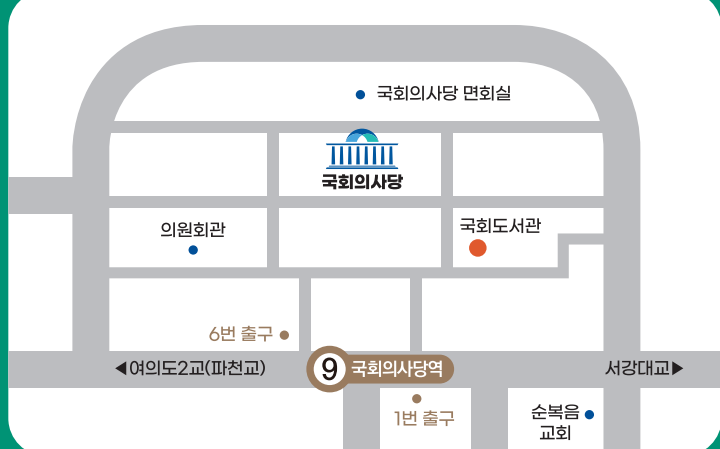 국회의사당 면회실
국회의사당
의원회관
국회도서관
6번 출구
◀여의도2교(파천교)
9 국회의사당역
서강대교▶
1번 출구
순복음
교회